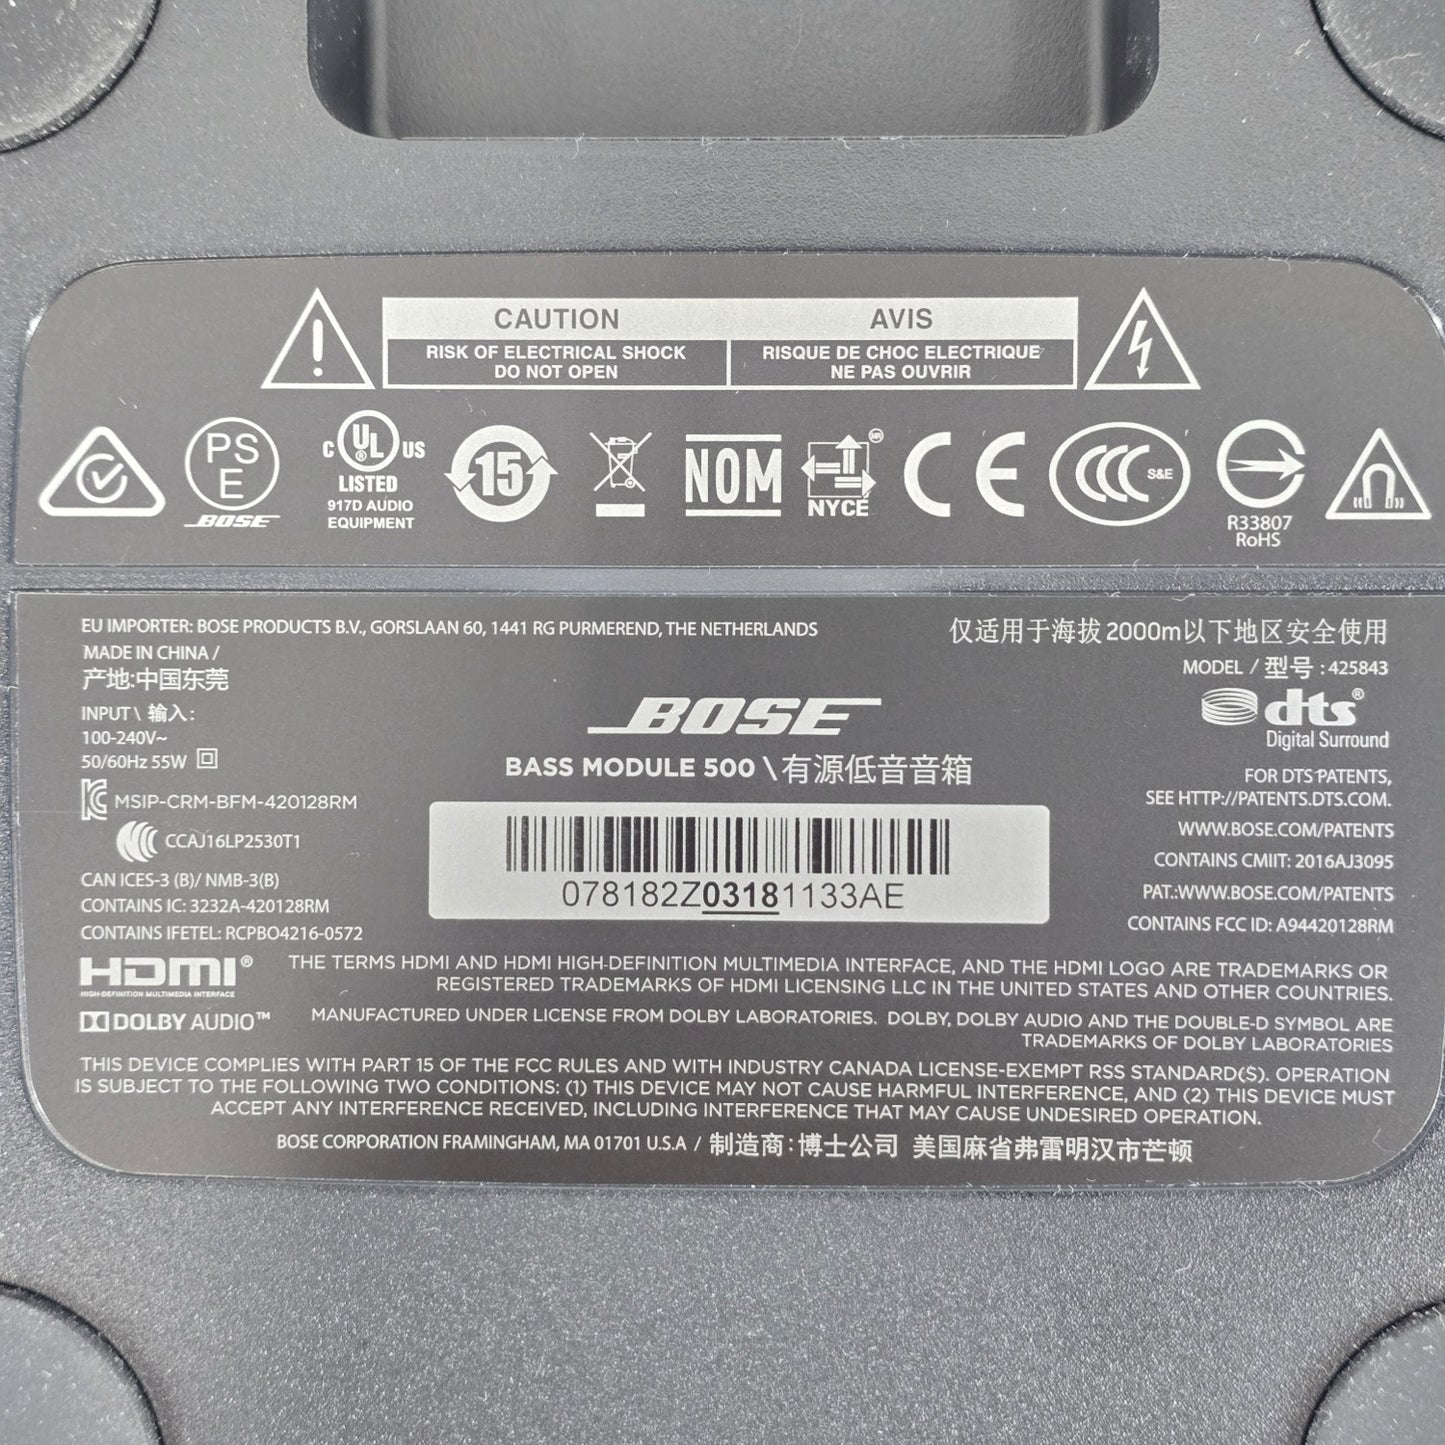 CAUTION AVIS
RISK OF ELECTRICAL SHOCK RISQUE DE CHOC ELECTRIQUE
DO NOT OPEN NE PAS OUVRIR
PS
E
BOSE
C UL ® US
LISTED
917D AUDIO
EQUIPMENT
15
NOM
MR
NYCE
CE
CCC S&E
R33807
RoHS
EU IMPORTER: BOSE PRODUCTS B.V., GORSLAAN 60, 1441 RG PURMEREND, THE NETHERLANDS
MADE IN CHINA /
产地:中国东莞
INPUT \ 输入:
100-240V~
50/60Hz 55W
MSIP-CRM-BFM-420128RM
CCAJ16LP2530T1
CAN ICES-3 (B)/ NMB-3(B)
CONTAINS IC: 3232A-420128RM
CONTAINS IFETEL: RCPBO4216-0572
BOSE
BASS MODULE 500 \ 有源低音音箱
078182Z03181133AE
仅适用于海拔2000m以下地区安全使用
MODEL / 型号 : 425843
dts®
Digital Surround
FOR DTS PATENTS,
SEE HTTP://PATENTS.DTS.COM.
WWW.BOSE.COM/PATENTS
CONTAINS CMIIT: 2016AJ3095
PAT.:WWW.BOSE.COM/PATENTS
CONTAINS FCC ID: A94420128RM
HDMI®
HIGH-DEFINITION MULTIMEDIA INTERFACE
THE TERMS HDMI AND HDMI HIGH-DEFINITION MULTIMEDIA INTERFACE, AND THE HDMI LOGO ARE TRADEMARKS OR
REGISTERED TRADEMARKS OF HDMI LICENSING LLC IN THE UNITED STATES AND OTHER COUNTRIES.
DOLBY AUDIO™
MANUFACTURED UNDER LICENSE FROM DOLBY LABORATORIES. DOLBY, DOLBY AUDIO AND THE DOUBLE-D SYMBOL ARE
TRADEMARKS OF DOLBY LABORATORIES
THIS DEVICE COMPLIES WITH PART 15 OF THE FCC RULES AND WITH INDUSTRY CANADA LICENSE-EXEMPT RSS STANDARD(S). OPERATION
IS SUBJECT TO THE FOLLOWING TWO CONDITIONS: (1) THIS DEVICE MAY NOT CAUSE HARMFUL INTERFERENCE, AND (2) THIS DEVICE MUST
ACCEPT ANY INTERFERENCE RECEIVED, INCLUDING INTERFERENCE THAT MAY CAUSE UNDESIRED OPERATION.
BOSE CORPORATION FRAMINGHAM, MA 01701 U.S.A / 制造商: 博士公司 美国麻省弗雷明汉市芒顿